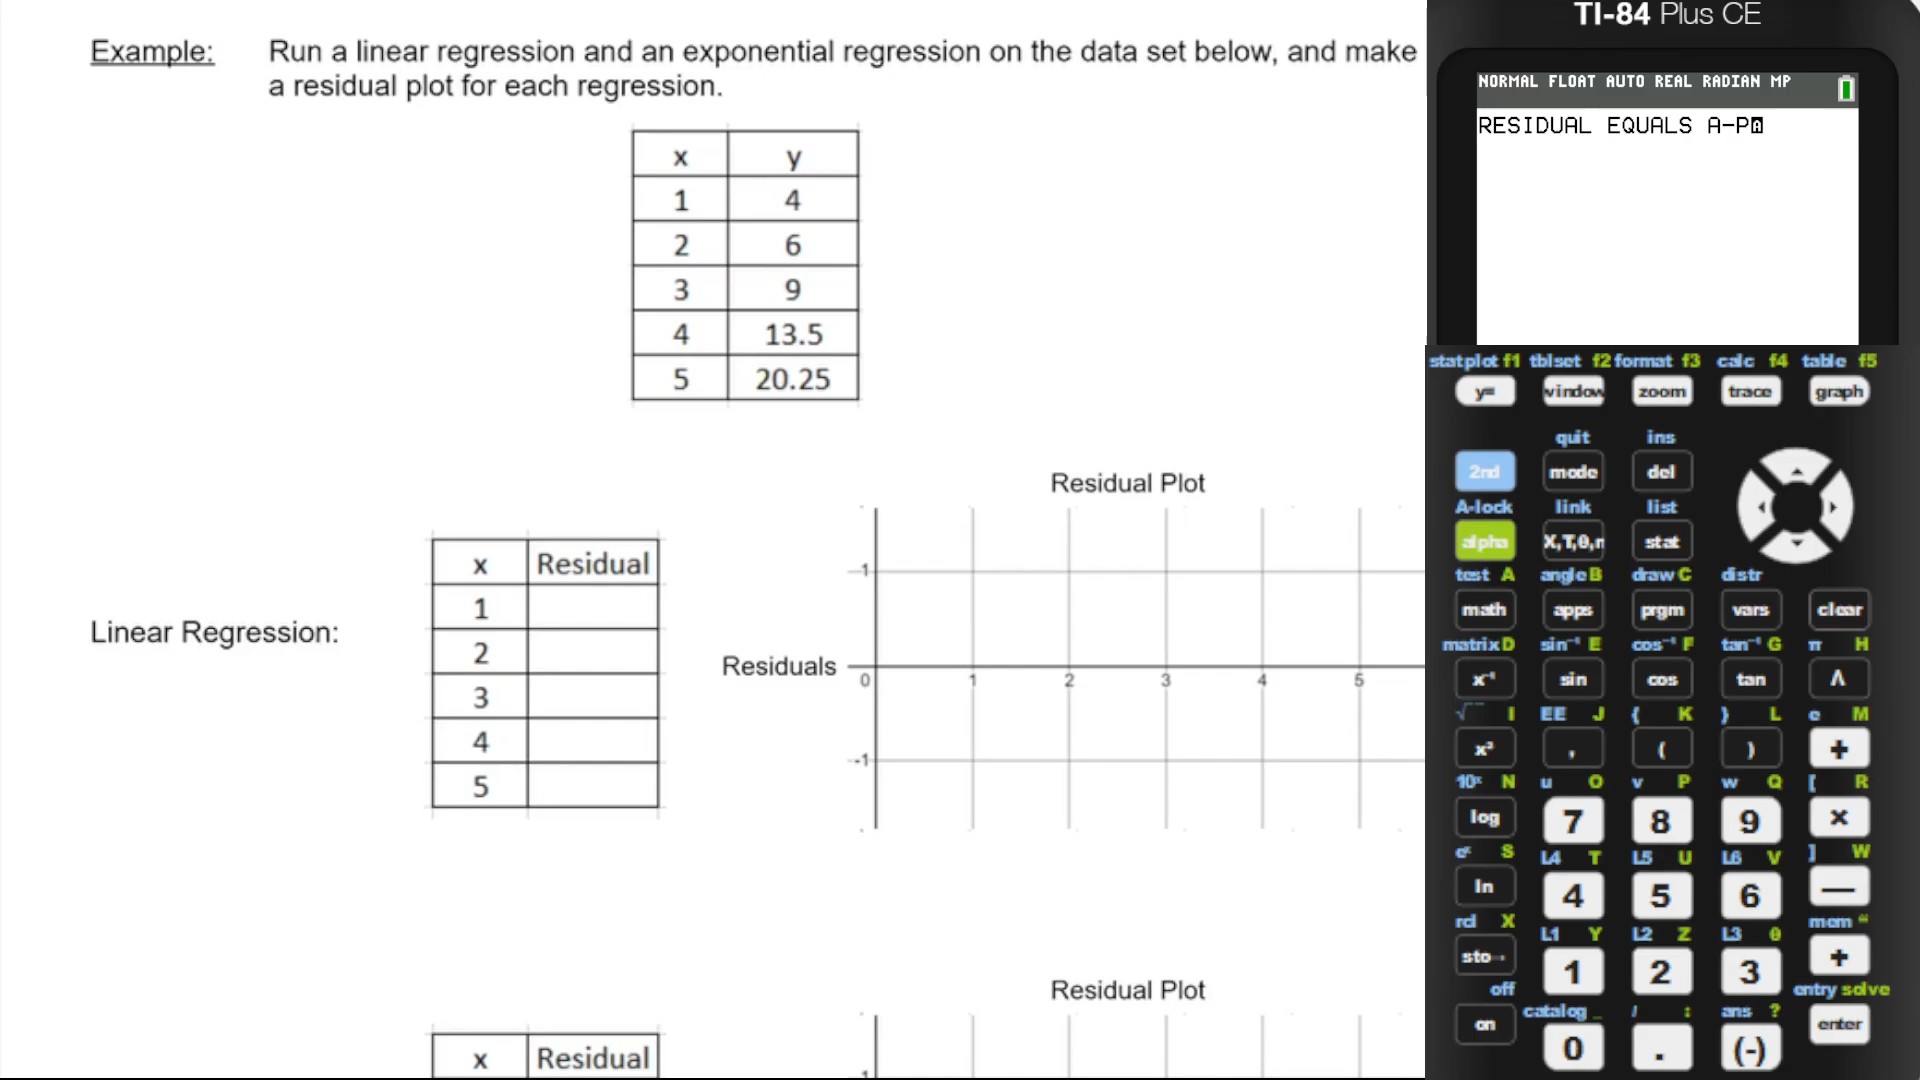 Example: Run a linear regression and an exponential regression on the data set below, and make
a residual plot for each regression.
x y
1 4
2 6
3 9
4 13.5
5 20.25
Linear Regression:
x Residual
1
2
3
4
5
Residual Plot
Residuals
1
0 1 2 3 4 5
-1
Residual Plot
x Residual
1
TI-84 Plus CE
NORMAL FLOAT AUTO REAL RADIAN MP
RESIDUAL EQUALS A-P
statplot f1 tblset f2 format f3 calc f4 table f5
y= window zoom trace graph
quit ins
2nd mode del
A-lock link list
alpha X,T,θ,n stat
test A angle B draw C distr
math apps prgm vars clear
matrix D sin⁻¹ E cos⁻¹ F tan⁻¹ G π H
x⁻¹ sin cos tan ^
√ I EE J { K } L e M
x² , ( ) ÷
10ˣ N u O v P w Q [ R
log 7 8 9 ×
eˣ S L4 T L5 U L6 V ] W
ln 4 5 6 —
rcl X L1 Y L2 Z L3 θ mem "
sto→ 1 2 3 +
off catalog _ i : ans ? entry solve
on 0 . (-) enter